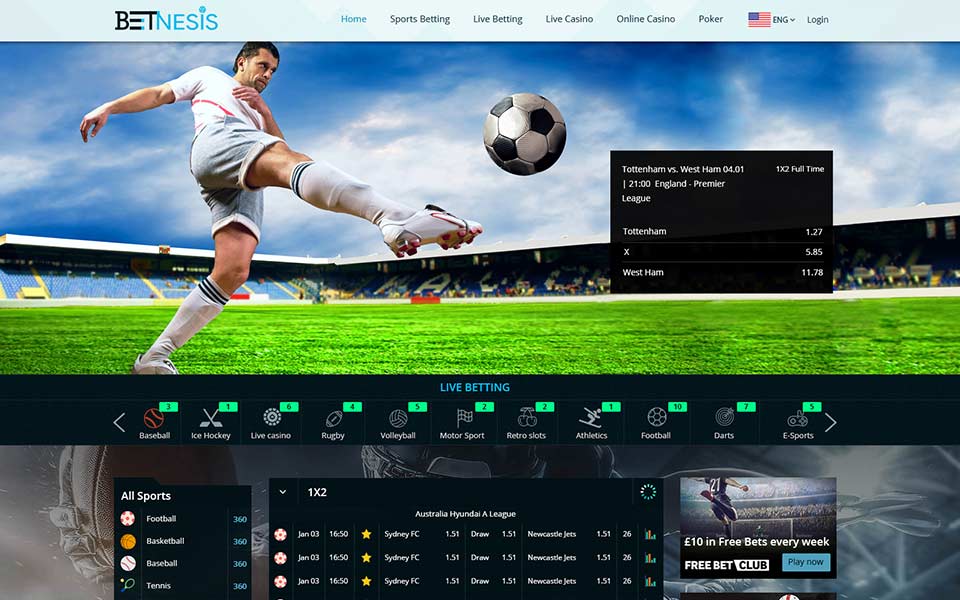 BETNESIS
Home Sports Betting Live Betting Live Casino Online Casino Poker ENG Login
Tottenham vs. West Ham 04.01 1X2 Full Time
| 21:00 England - Premier
League
Tottenham 1.27
X 5.85
West Ham 11.78
LIVE BETTING
3 1 6 4 5 2 2 1 10 7 5
Baseball Ice Hockey Live casino Rugby Volleyball Motor Sport Retro slots Athletics Football Darts E-Sports
All Sports
Football 360
Basketball 360
Baseball 360
Tennis 360
1X2
Australia Hyundai A League
Jan 03 16:50 Sydney FC 1.51 Draw 1.51 Newcastle Jets 1.51 26
Jan 03 16:50 Sydney FC 1.51 Draw 1.51 Newcastle Jets 1.51 26
Jan 03 16:50 Sydney FC 1.51 Draw 1.51 Newcastle Jets 1.51 26
£10 in Free Bets every week
FREE BET CLUB Play now